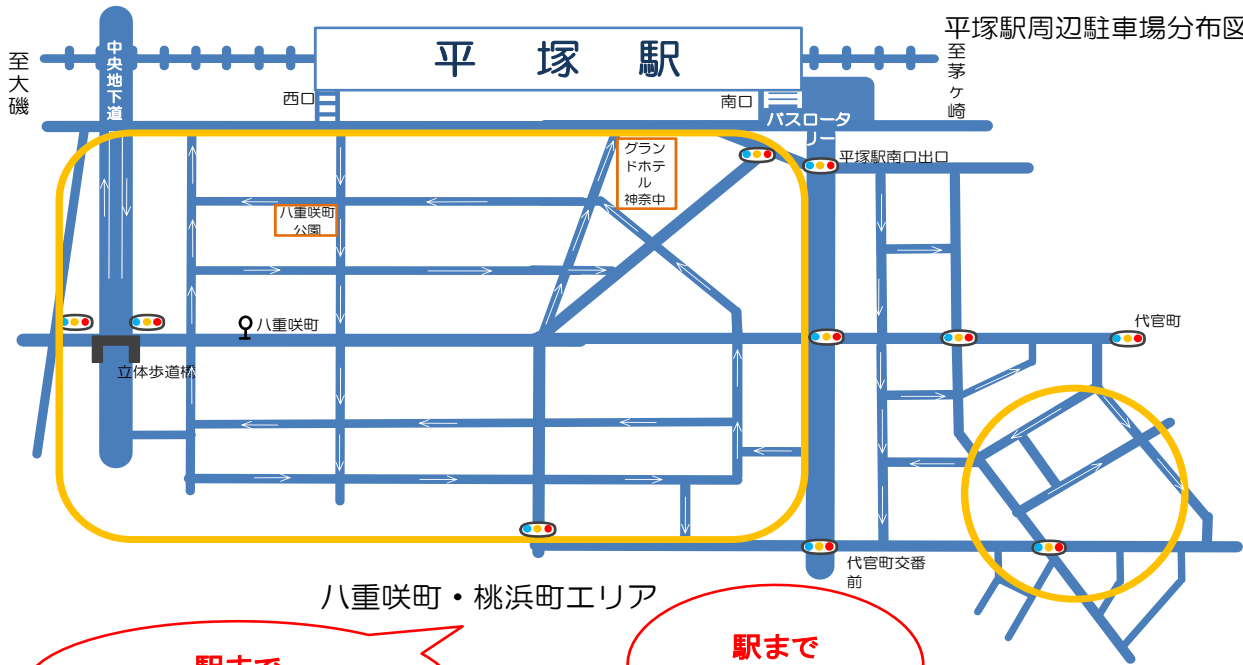 平塚駅周辺駐車場分布図
平塚駅
至大磯
中央地下道
至茅ヶ崎
西口
南口
バスロータ
リー
平塚駅南口出口
グラン
ドホテ
ル
神奈中
八重咲町
公園
八重咲町
代官町
立体歩道橋
代官町交番
前
八重咲町・桃浜町エリア
駅まで
駅まで